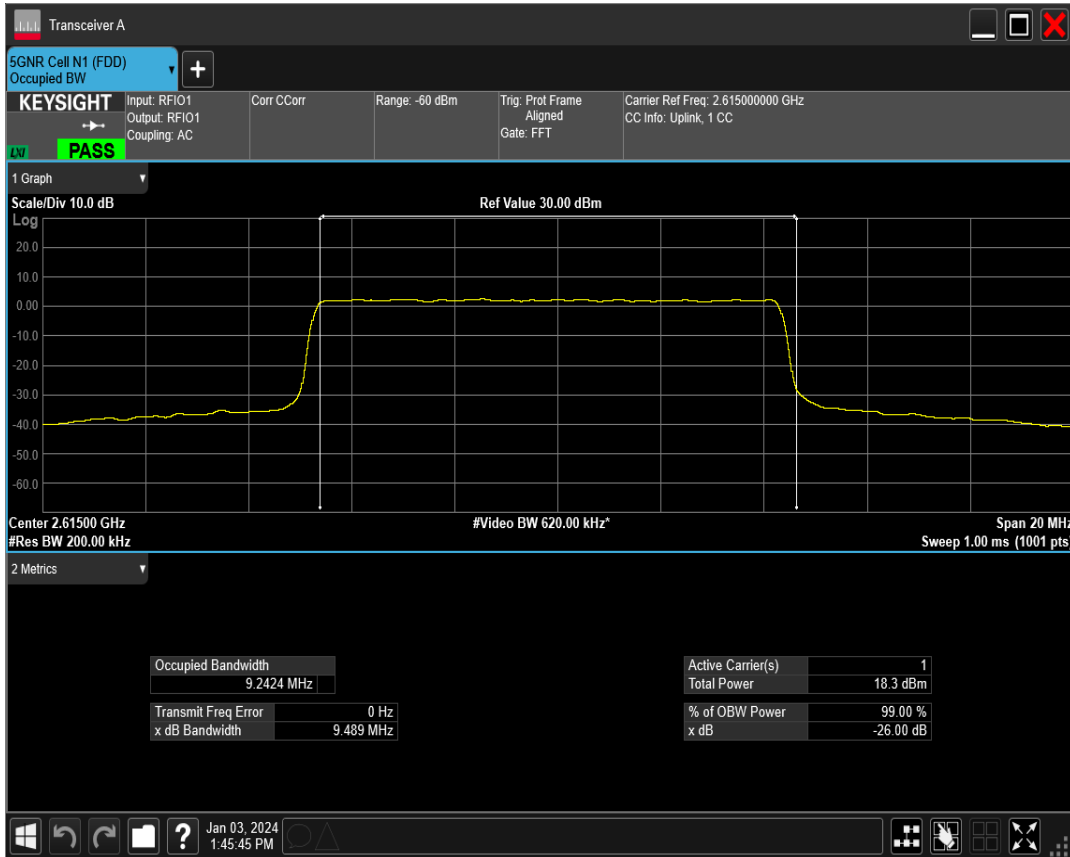 Transceiver A
5GNR Cell N1 (FDD)
Occupied BW
+
KEYSIGHT
LXI
PASS
Input: RFIO1
Output: RFIO1
Coupling: AC
Corr CCorr
Range: -60 dBm
Trig: Prot Frame
Aligned
Gate: FFT
Carrier Ref Freq: 2.615000000 GHz
CC Info: Uplink, 1 CC
1 Graph
Scale/Div 10.0 dB
Ref Value 30.00 dBm
Log
20.0
10.0
0.00
-10.0
-20.0
-30.0
-40.0
-50.0
-60.0
Center 2.61500 GHz
#Video BW 620.00 kHz*
Span 20 MHz
#Res BW 200.00 kHz
Sweep 1.00 ms (1001 pts)
2 Metrics
Occupied Bandwidth
9.2424 MHz
Transmit Freq Error 0 Hz
x dB Bandwidth 9.489 MHz
Active Carrier(s) 1
Total Power 18.3 dBm
% of OBW Power 99.00 %
x dB -26.00 dB
?
Jan 03, 2024
1:45:45 PM